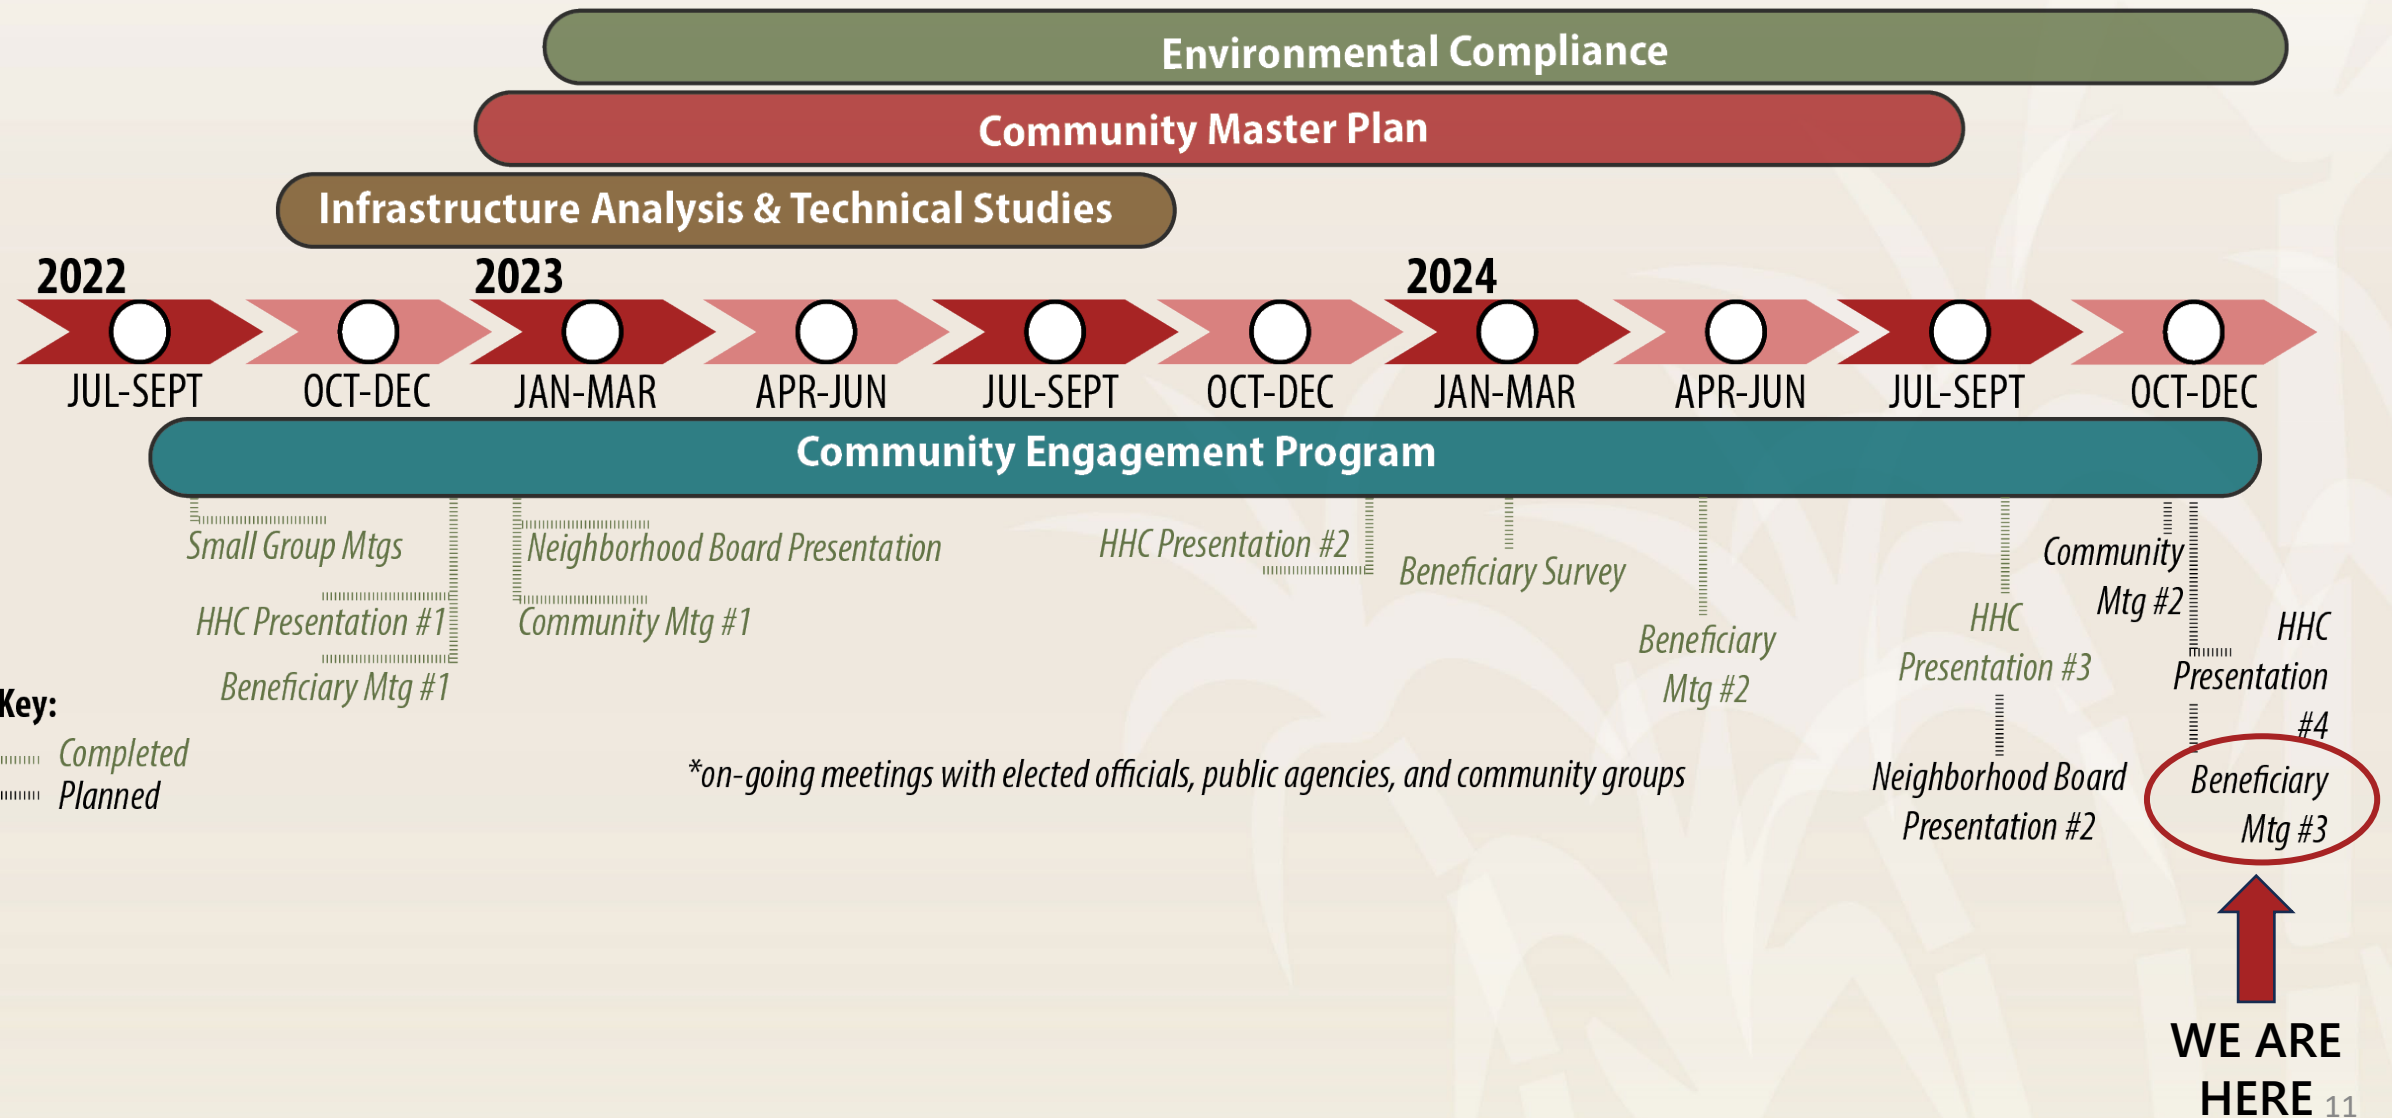 Environmental Compliance
Community Master Plan
Infrastructure Analysis & Technical Studies
2022
2023
2024
JUL-SEPT
OCT-DEC
JAN-MAR
APR-JUN
JUL-SEPT
OCT-DEC
JAN-MAR
APR-JUN
JUL-SEPT
OCT-DEC
Community Engagement Program
Small Group Mtgs
HHC Presentation #1
Beneficiary Mtg #1
Neighborhood Board Presentation
Community Mtg #1
HHC Presentation #2
Beneficiary Survey
Beneficiary
Mtg #2
HHC
Presentation #3
Neighborhood Board
Presentation #2
Community
Mtg #2
HHC
Presentation
#4
Beneficiary
Mtg #3
Key:
Completed
Planned
*on-going meetings with elected officials, public agencies, and community groups
WE ARE
HERE
11